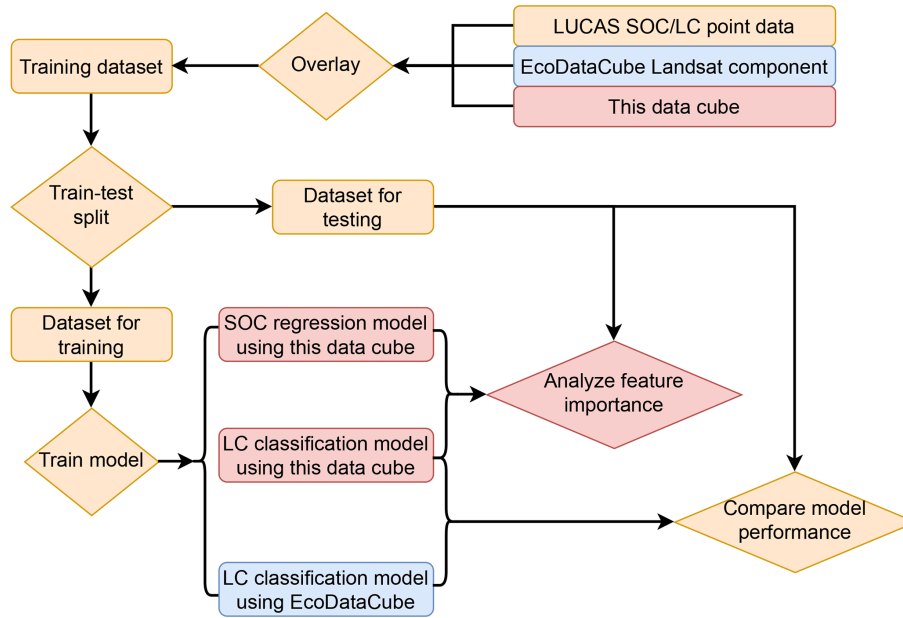 LUCAS SOC/LC point data
EcoDataCube Landsat component
This data cube
Overlay
Training dataset
Train-test
split
Dataset for
testing
Dataset for
training
Train model
SOC regression model
using this data cube
LC classification model
using this data cube
LC classification model
using EcoDataCube
Analyze feature
importance
Compare model
performance